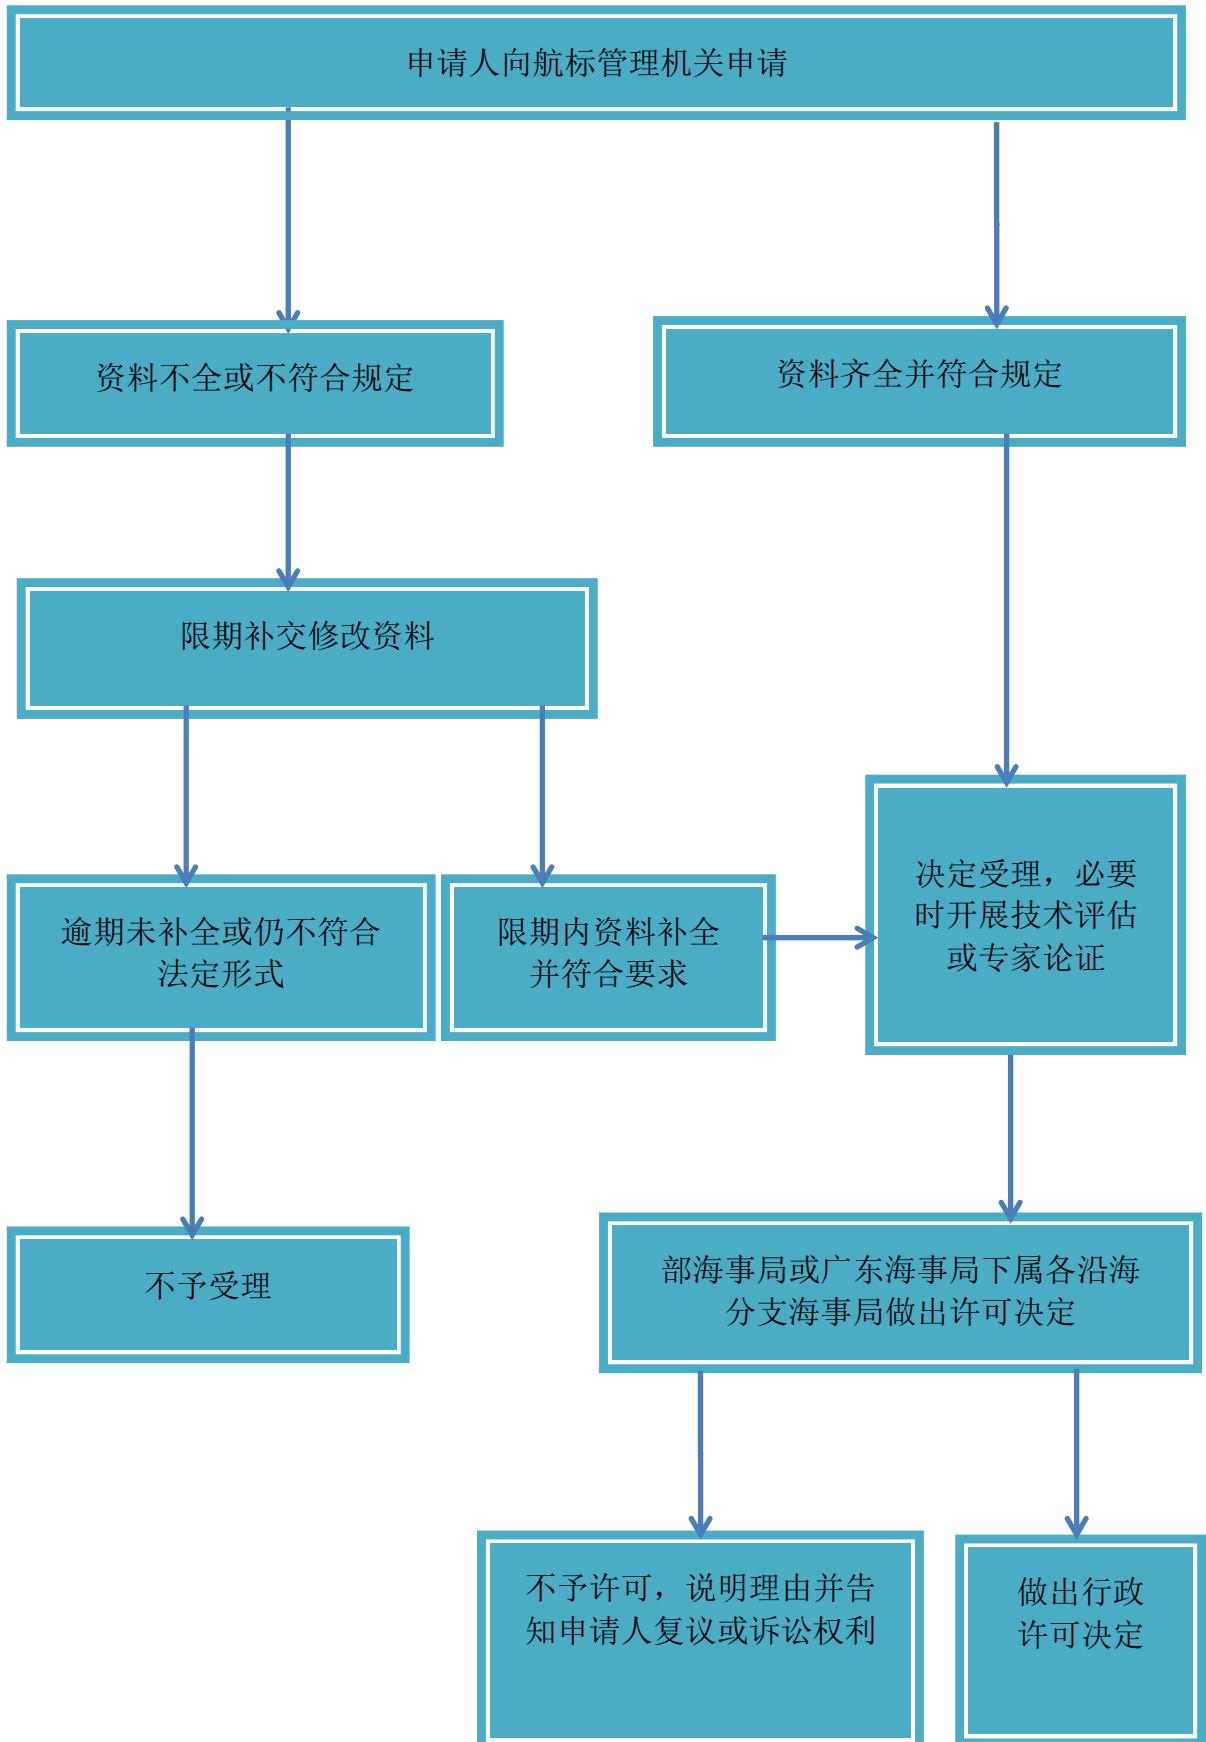 申请人向航标管理机关申请
资料不全或不符合规定
资料齐全并符合规定
限期补交修改资料
逾期未补全或仍不符合
法定形式
限期内资料补全
并符合要求
决定受理，必要
时开展技术评估
或专家论证
不予受理
部海事局或广东海事局下属各沿海
分支海事局做出许可决定
不予许可，说明理由并告
知申请人复议或诉讼权利
做出行政
许可决定